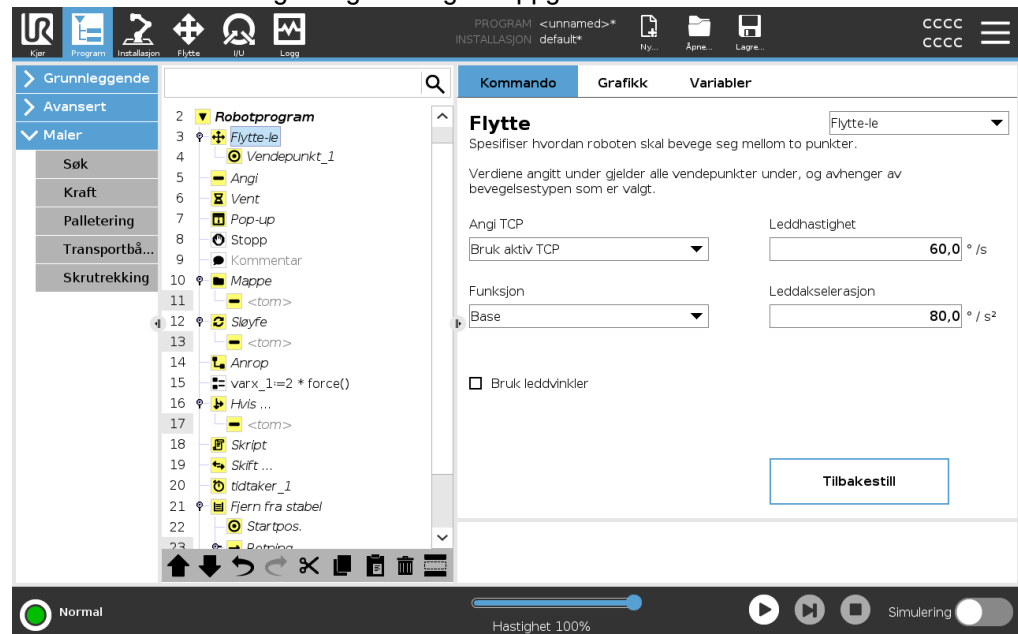 PROGRAM <unnamed>*
INSTALLASJON default*
Kjør Program Installasjon Flytte I/U Logg
Ny... Åpne... Lagre...
cccc
cccc
Grunnleggende
Avansert
Maler
Søk
Kraft
Palletering
Transportbå...
Skrutrekking
2 Robotprogram
3 Flytte-le
4 Vendepunkt_1
5 Angi
6 Vent
7 Pop-up
8 Stopp
9 Kommentar
10 Mappe
11 <tom>
12 Sløyfe
13 <tom>
14 Anrop
15 varx_1:=2 * force()
16 Hvis ...
17 <tom>
18 Skript
19 Skift ...
20 tidtaker_1
21 Fjern fra stabel
22 Startpos.
23 Retning
Kommando Grafikk Variabler
Flytte
Flytte-le
Spesifiser hvordan roboten skal bevege seg mellom to punkter.
Verdiene angitt under gjelder alle vendepunkter under, og avhenger av
bevegelsestypen som er valgt.
Angi TCP Leddhastighet
Bruk aktiv TCP 60,0 ° /s
Funksjon Leddakselerasjon
Base 80,0 ° / s²
Bruk leddvinkler
Tilbakestill
Normal
Hastighet 100%
Simulering